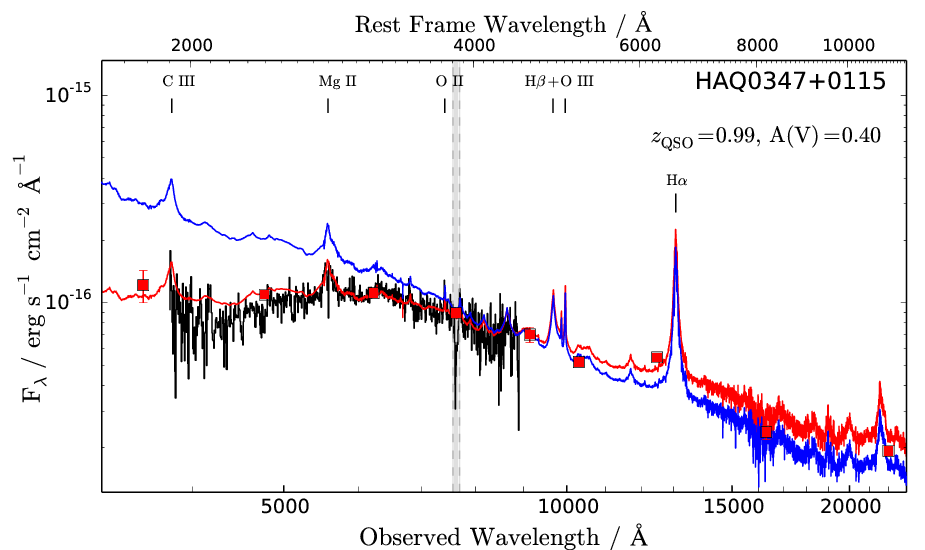 Rest Frame Wavelength / Å
2000 4000 6000 8000 10000
C III Mg II O II Hβ+O III HAQ0347+0115
z_QSO=0.99, A(V)=0.40
Hα
10^-15
10^-16
F_λ / erg s^−1 cm^−2 Å^−1
5000 10000 15000 20000
Observed Wavelength / Å